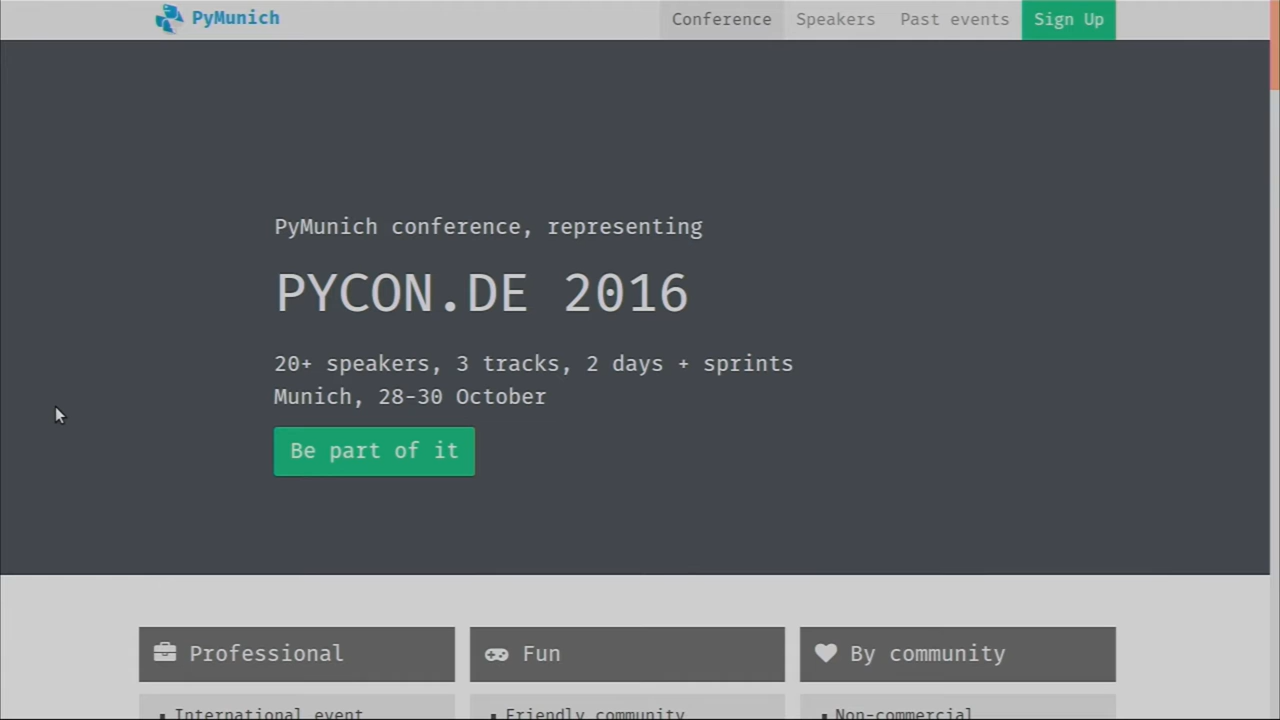 PyMunich
Conference Speakers Past events Sign Up
PyMunich conference, representing
PYCON.DE 2016
20+ speakers, 3 tracks, 2 days + sprints
Munich, 28-30 October
Be part of it
Professional Fun By community
International event Friendly community Non-commercial